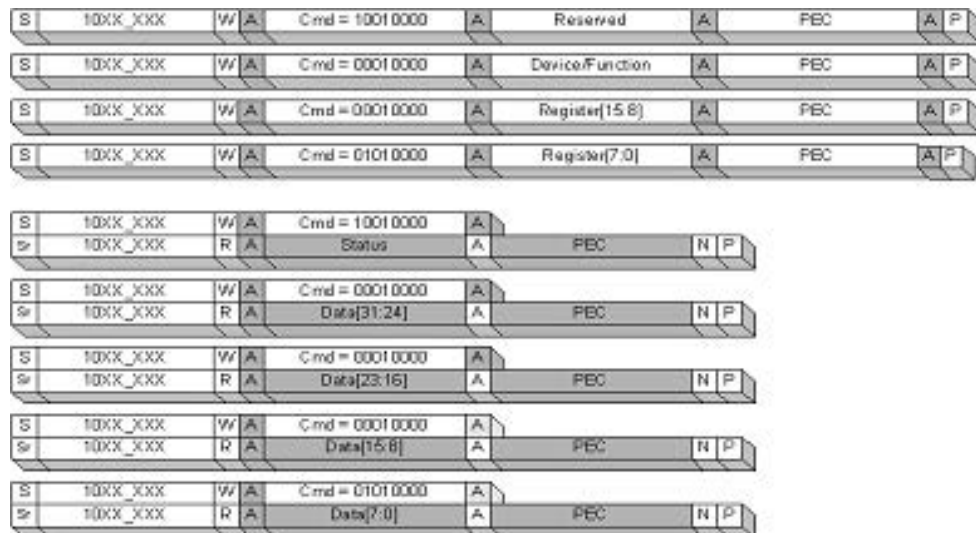 S 10XX_XXX W A Cmd = 10010000 A Reserved A PEC A P
S 10XX_XXX W A Cmd = 00010000 A Device/Function A PEC A P
S 10XX_XXX W A Cmd = 00010000 A Register[15:8] A PEC A P
S 10XX_XXX W A Cmd = 01010000 A Register[7:0] A PEC A P
S 10XX_XXX W A Cmd = 10010000 A
Sr 10XX_XXX R A Status A PEC N P
S 10XX_XXX W A Cmd = 00010000 A
Sr 10XX_XXX R A Data[31:24] A PEC N P
S 10XX_XXX W A Cmd = 00010000 A
Sr 10XX_XXX R A Data[23:16] A PEC N P
S 10XX_XXX W A Cmd = 00010000 A
Sr 10XX_XXX R A Data[15:8] A PEC N P
S 10XX_XXX W A Cmd = 01010000 A
Sr 10XX_XXX R A Data[7:0] A PEC N P